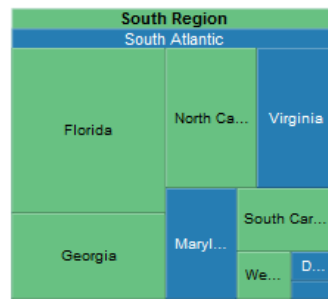 South Region
South Atlantic
Florida
North Ca...
Virginia
Georgia
Maryl...
South Car...
We...
D...